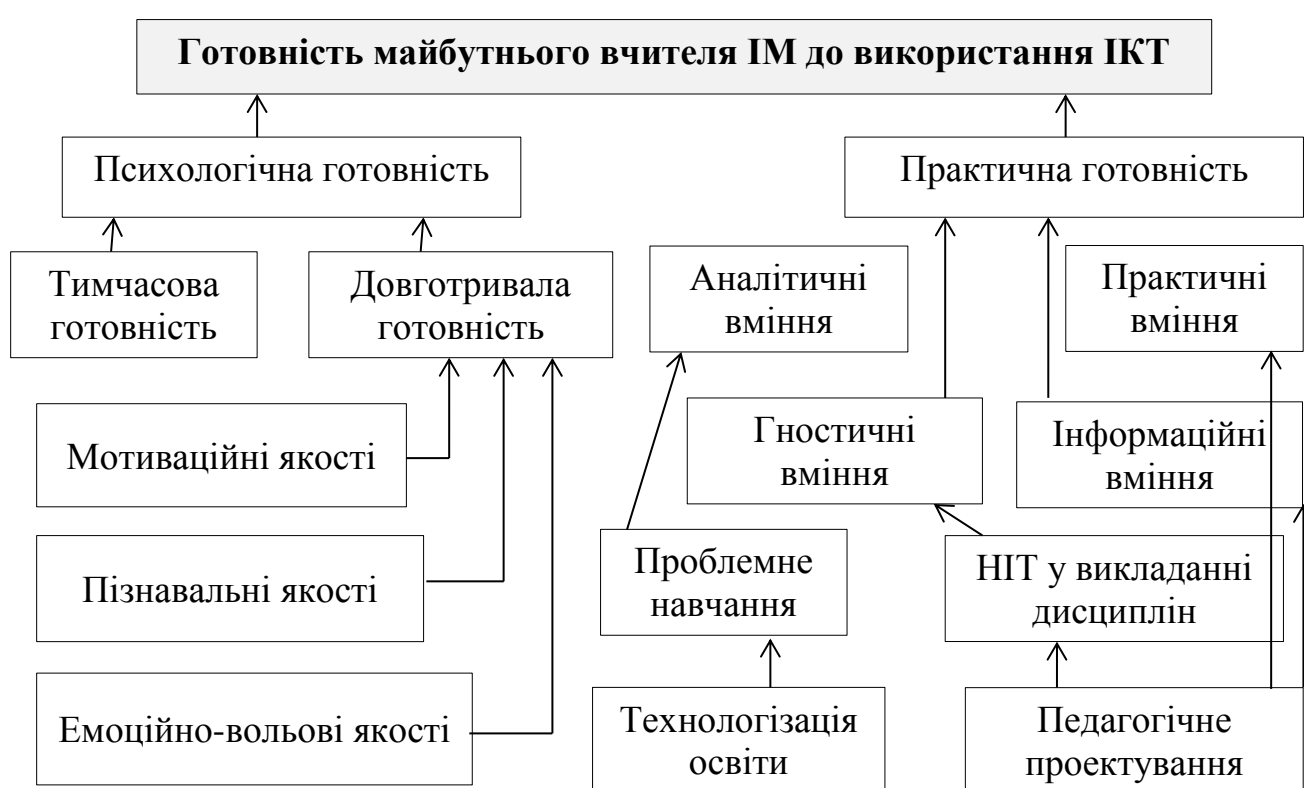 Готовність майбутнього вчителя ІМ до використання ІКТ
Психологічна готовність
Практична готовність
Тимчасова
готовність
Довготривала
готовність
Аналітичні
вміння
Практичні
вміння
Мотиваційні якості
Гностичні
вміння
Інформаційні
вміння
Пізнавальні якості
Проблемне
навчання
НІТ у викладанні
дисциплін
Емоційно-вольові якості
Технологізація
освіти
Педагогічне
проектування